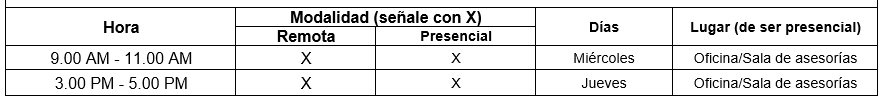 Hora Modalidad (señale con X) Días Lugar (de ser presencial)
Remota Presencial
9.00 AM - 11.00 AM X X Miércoles Oficina/Sala de asesorías
3.00 PM - 5.00 PM X X Jueves Oficina/Sala de asesorías